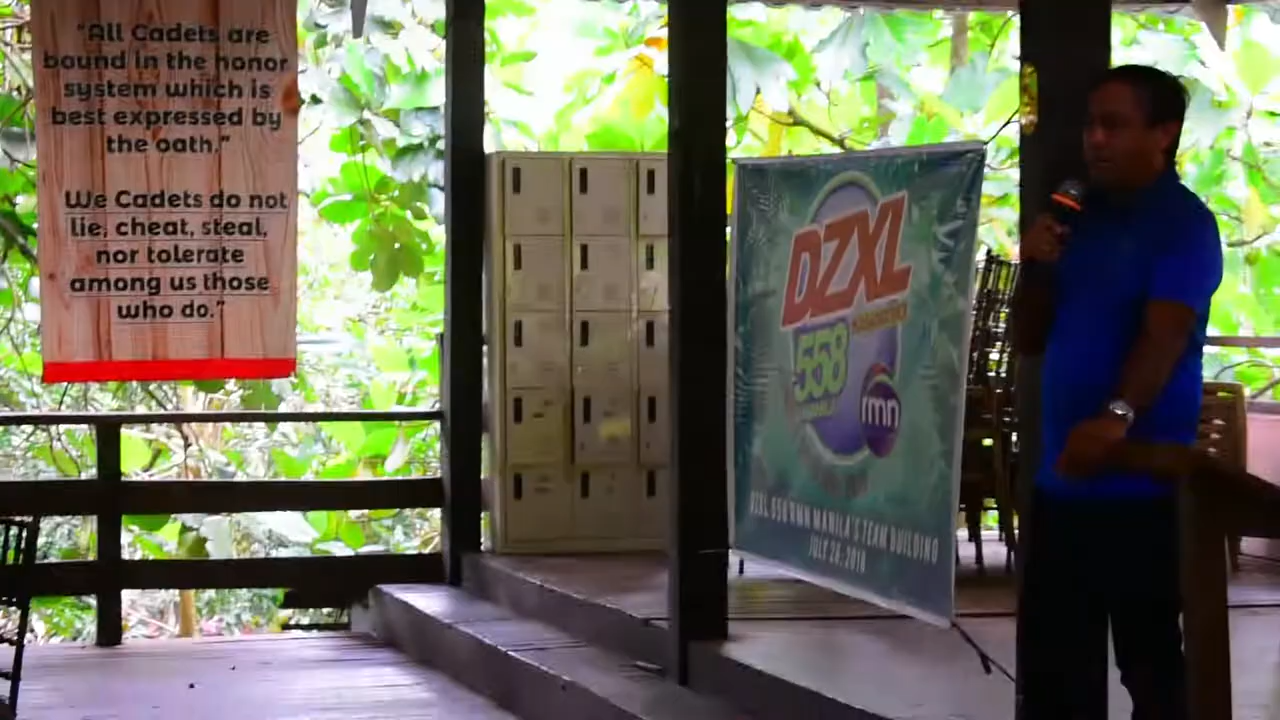 "All Cadets are
bound in the honor
system which is
best expressed by
the oath."
We Cadets do not
lie, cheat, steal,
nor tolerate
among us those
who do."
DZXL
558
rmn
DZXL 558 RMN MANILA'S TEAM BUILDING